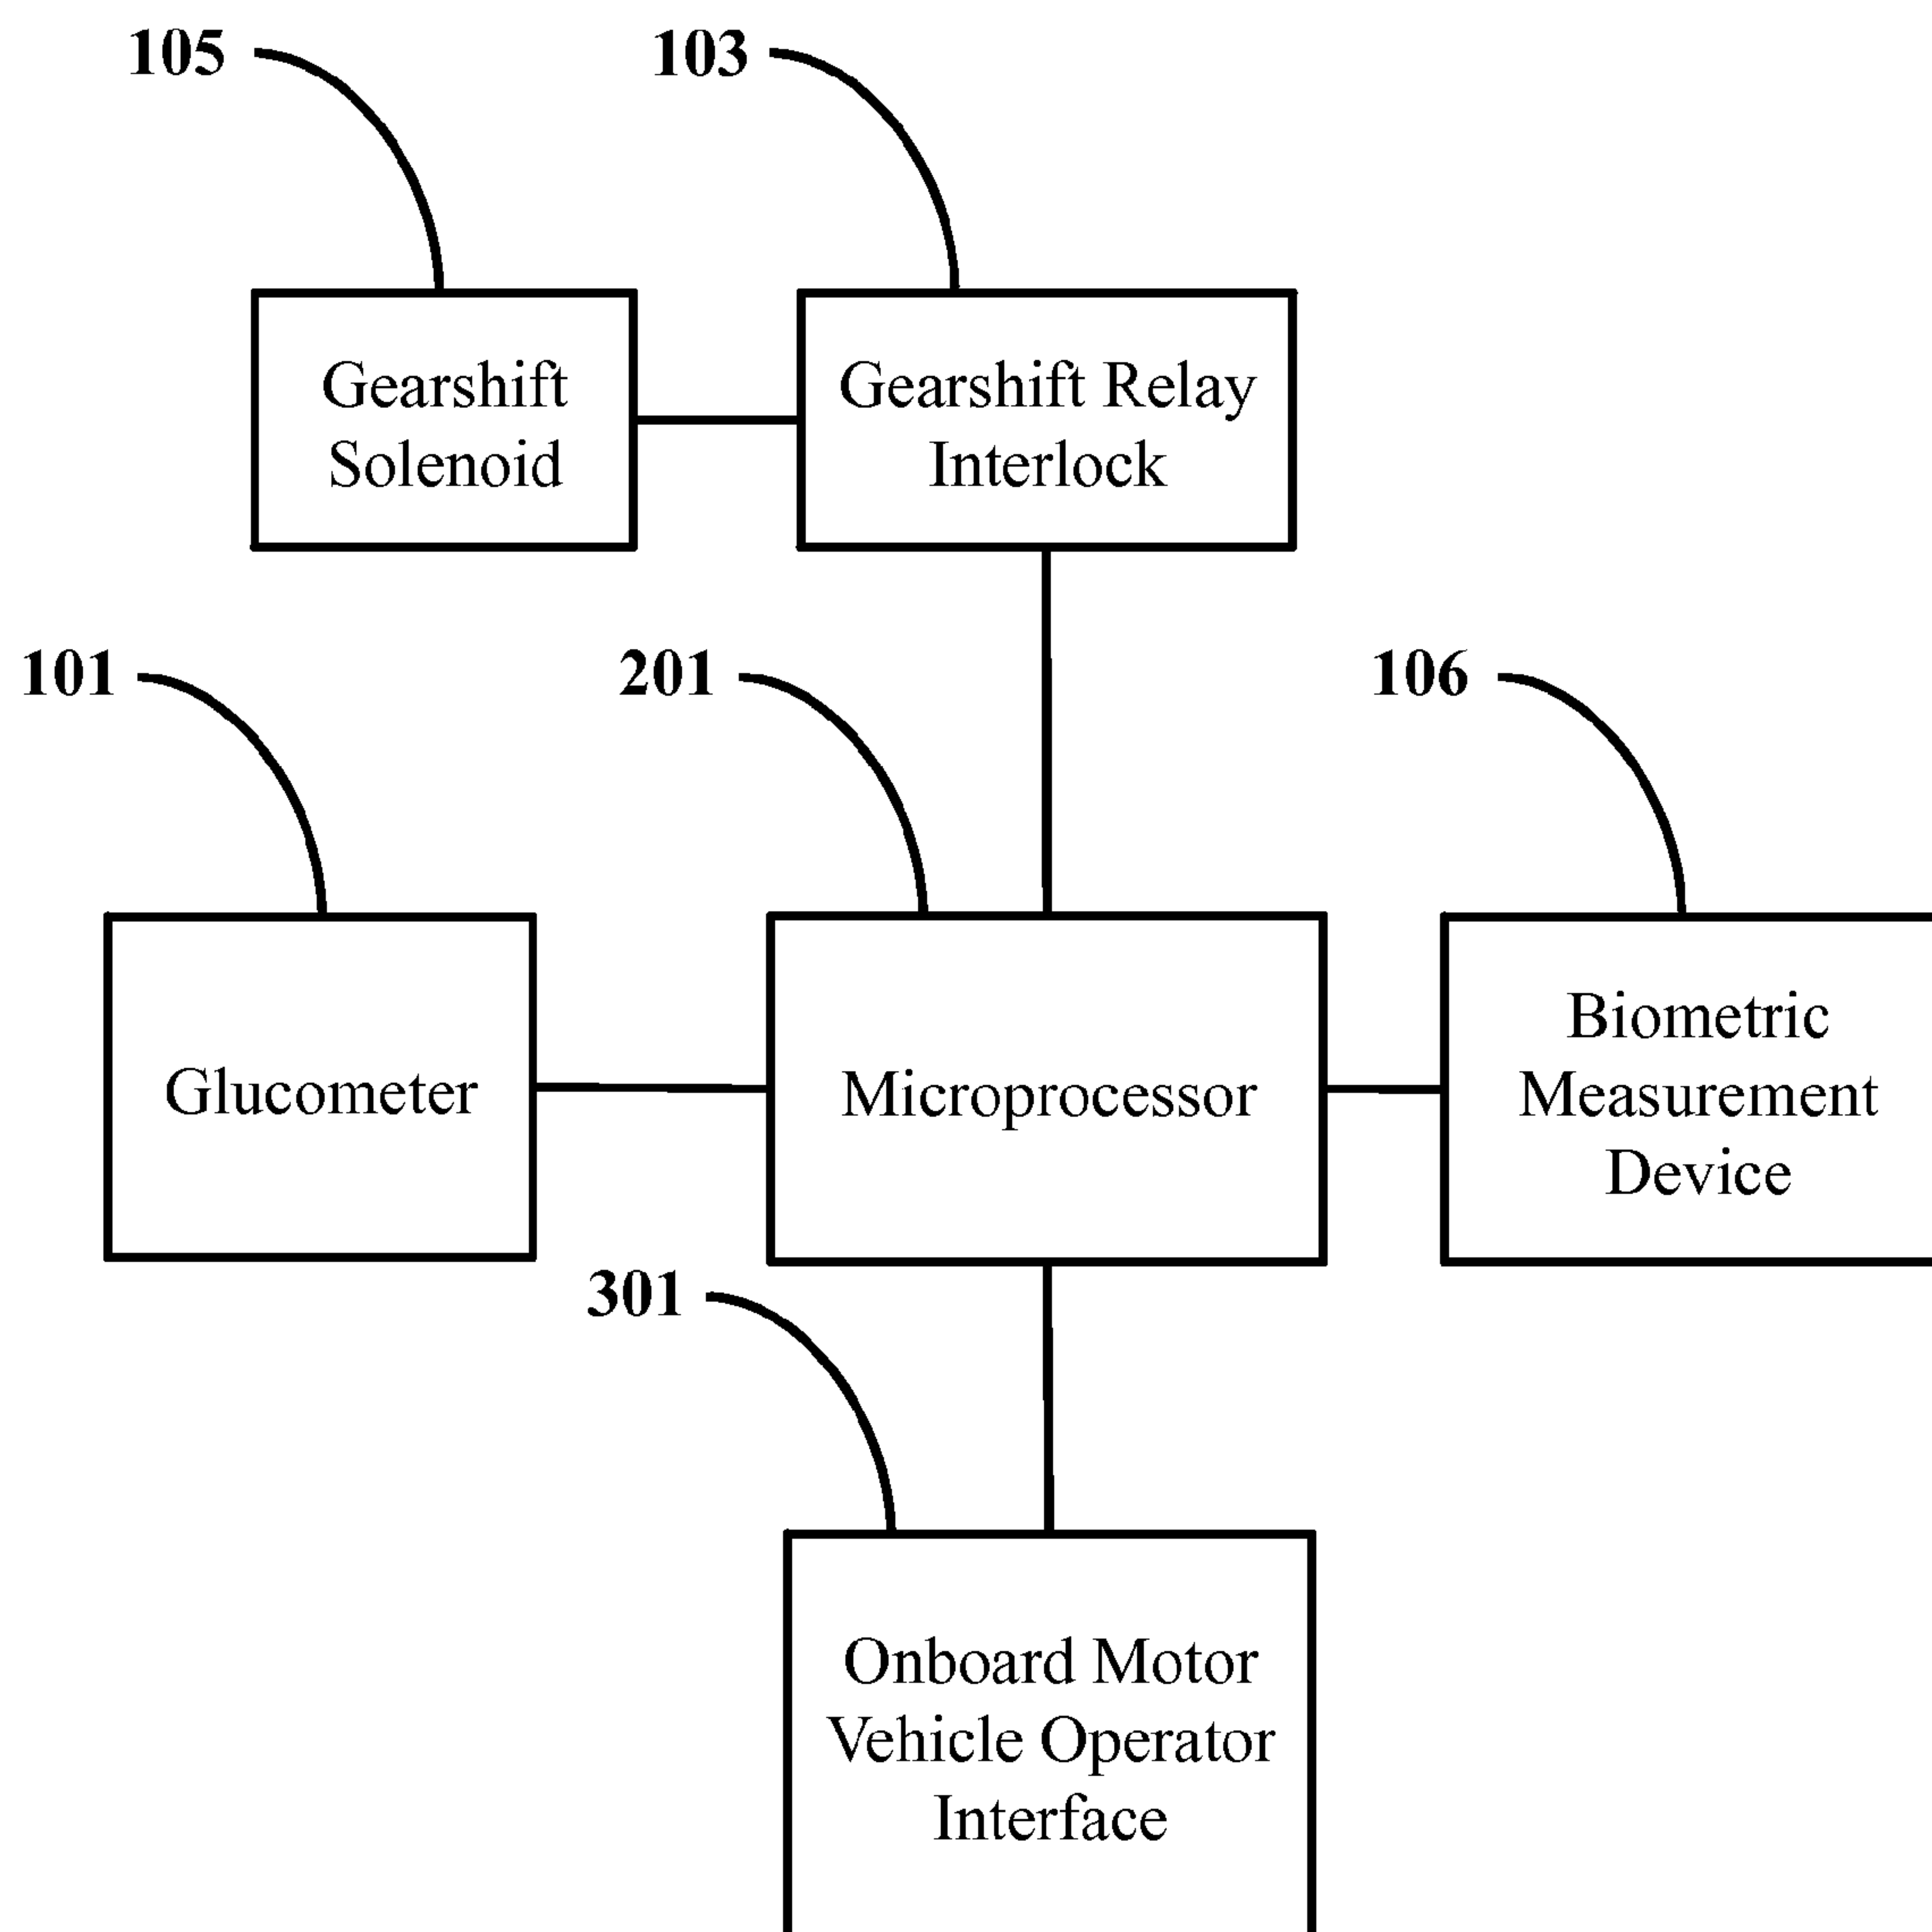 105
103
Gearshift
Solenoid
Gearshift Relay
Interlock
101
201
106
Glucometer
Microprocessor
Biometric
Measurement
Device
301
Onboard Motor
Vehicle Operator
Interface